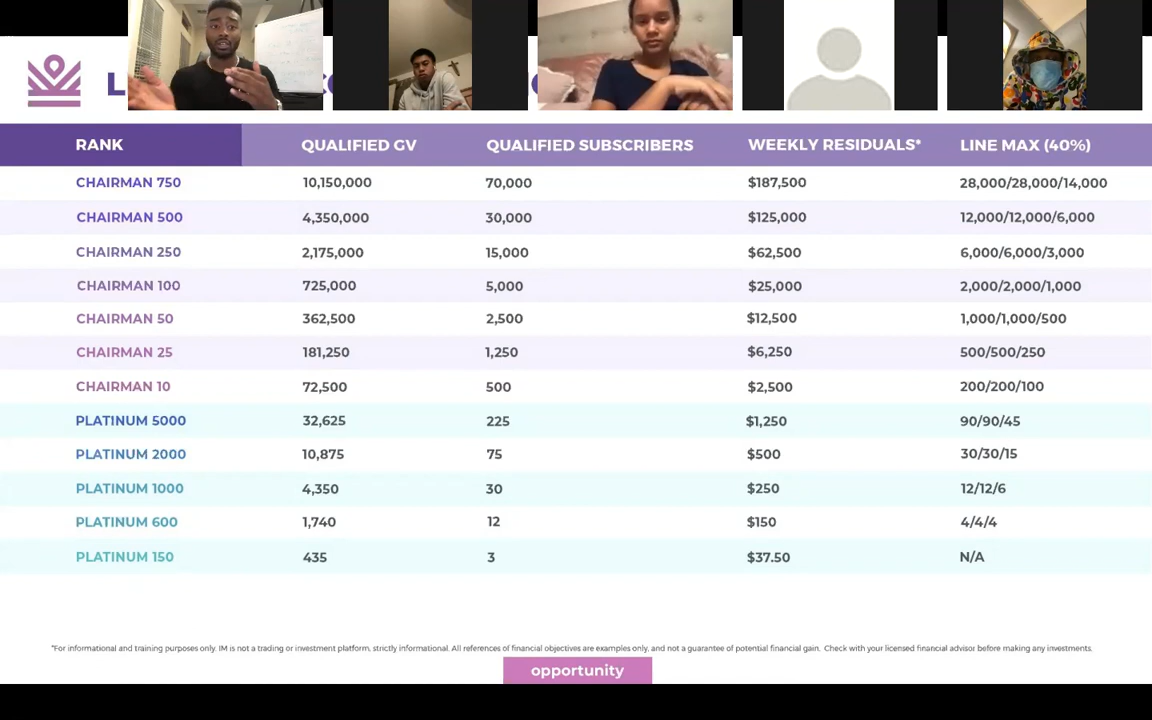 RANK QUALIFIED GV QUALIFIED SUBSCRIBERS WEEKLY RESIDUALS* LINE MAX (40%)
CHAIRMAN 750 10,150,000 70,000 $187,500 28,000/28,000/14,000
CHAIRMAN 500 4,350,000 30,000 $125,000 12,000/12,000/6,000
CHAIRMAN 250 2,175,000 15,000 $62,500 6,000/6,000/3,000
CHAIRMAN 100 725,000 5,000 $25,000 2,000/2,000/1,000
CHAIRMAN 50 362,500 2,500 $12,500 1,000/1,000/500
CHAIRMAN 25 181,250 1,250 $6,250 500/500/250
CHAIRMAN 10 72,500 500 $2,500 200/200/100
PLATINUM 5000 32,625 225 $1,250 90/90/45
PLATINUM 2000 10,875 75 $500 30/30/15
PLATINUM 1000 4,350 30 $250 12/12/6
PLATINUM 600 1,740 12 $150 4/4/4
PLATINUM 150 435 3 $37.50 N/A
*For informational and training purposes only. IM is not a trading or investment platform, strictly informational. All references of financial objectives are examples only, and not a guarantee of potential financial gain. Check with your licensed financial advisor before making any investments.
opportunity